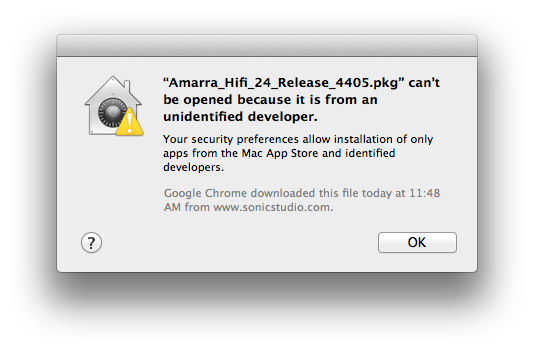 “Amarra_Hifi_24_Release_4405.pkg” can’t
be opened because it is from an
unidentified developer.
Your security preferences allow installation of only
apps from the Mac App Store and identified
developers.
Google Chrome downloaded this file today at 11:48
AM from www.sonicstudio.com.
?
OK